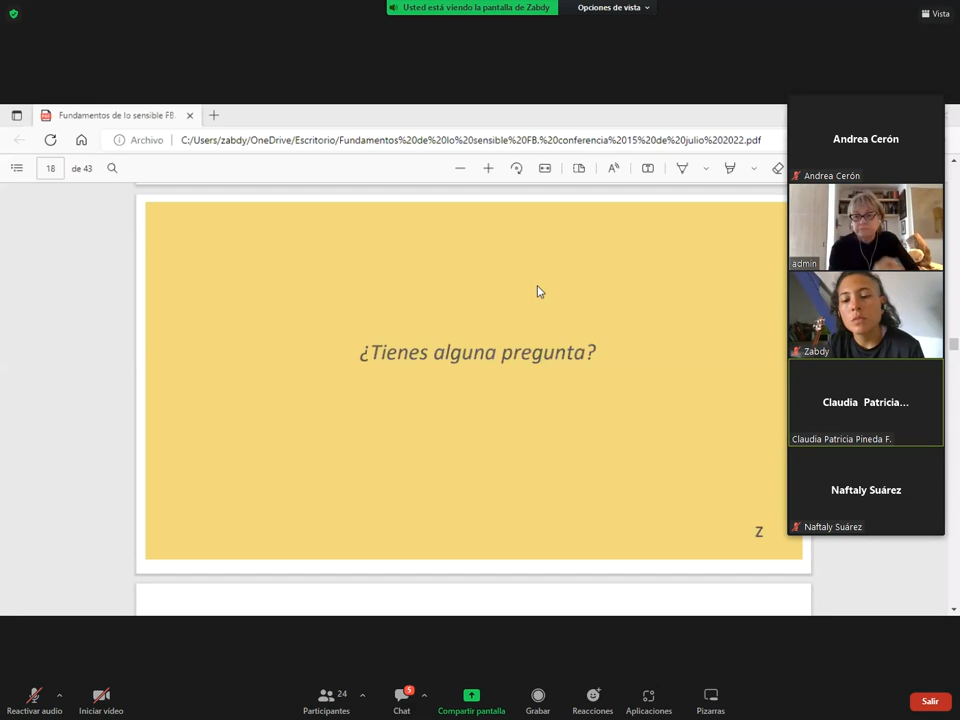 Usted está viendo la pantalla de Zabdy
Opciones de vista
Vista
Fundamentos de lo sensible FB.
Archivo
C:/Users/zabdy/OneDrive/Escritorio/Fundamentos%20de%20lo%20sensible%20FB.%20conferencia%2015%20de%20julio%202022.pdf
18
de 43
¿Tienes alguna pregunta?
Z
Andrea Cerón
Andrea Cerón
admin
Zabdy
Claudia Patricia...
Claudia Patricia Pineda F.
Naftaly Suárez
Naftaly Suárez
Reactivar audio
Iniciar video
24
Participantes
5
Chat
Compartir pantalla
Grabar
Reacciones
Aplicaciones
Pizarras
Salir